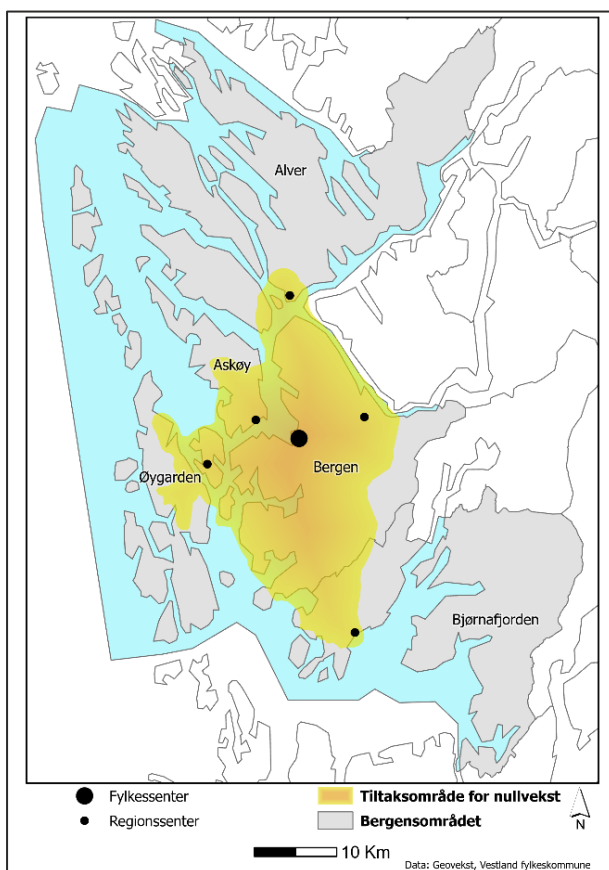 Alver
Askøy
Øygarden
Bergen
Bjørnafjorden
Fylkessenter
Tiltaksområde for nullvekst
Regionssenter
Bergensområdet
N
10 Km
Data: Geovekst, Vestland fylkeskommune